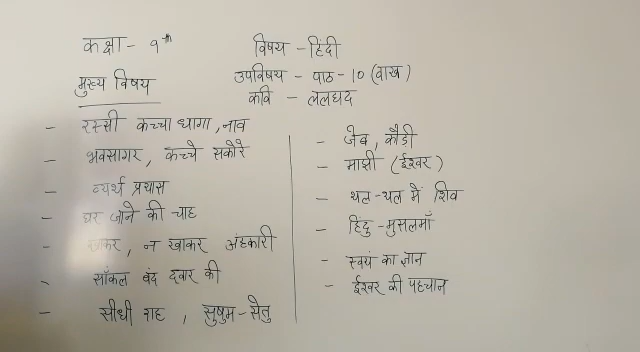 कक्षा - 9th
विषय - हिंदी
उपविषय - पाठ - 10 (वाख)
कवि - ललद्यद
मुख्य विषय
- रस्सी कच्चा धागा, नाव
- भवसागर, कच्चे सकोरे
- व्यर्थ प्रयास
- घर जाने की चाह
- खाकर, न खाकर अंहकारी
- साँकल बंद द्वार की
- सीधी राह, सुषुम-सेतु
- जेब, कौडी
- माझी (ईश्वर)
- थल-थल में शिव
- हिंदु-मुसलमाँ
- स्वयं का ज्ञान
- ईश्वर की पहचान